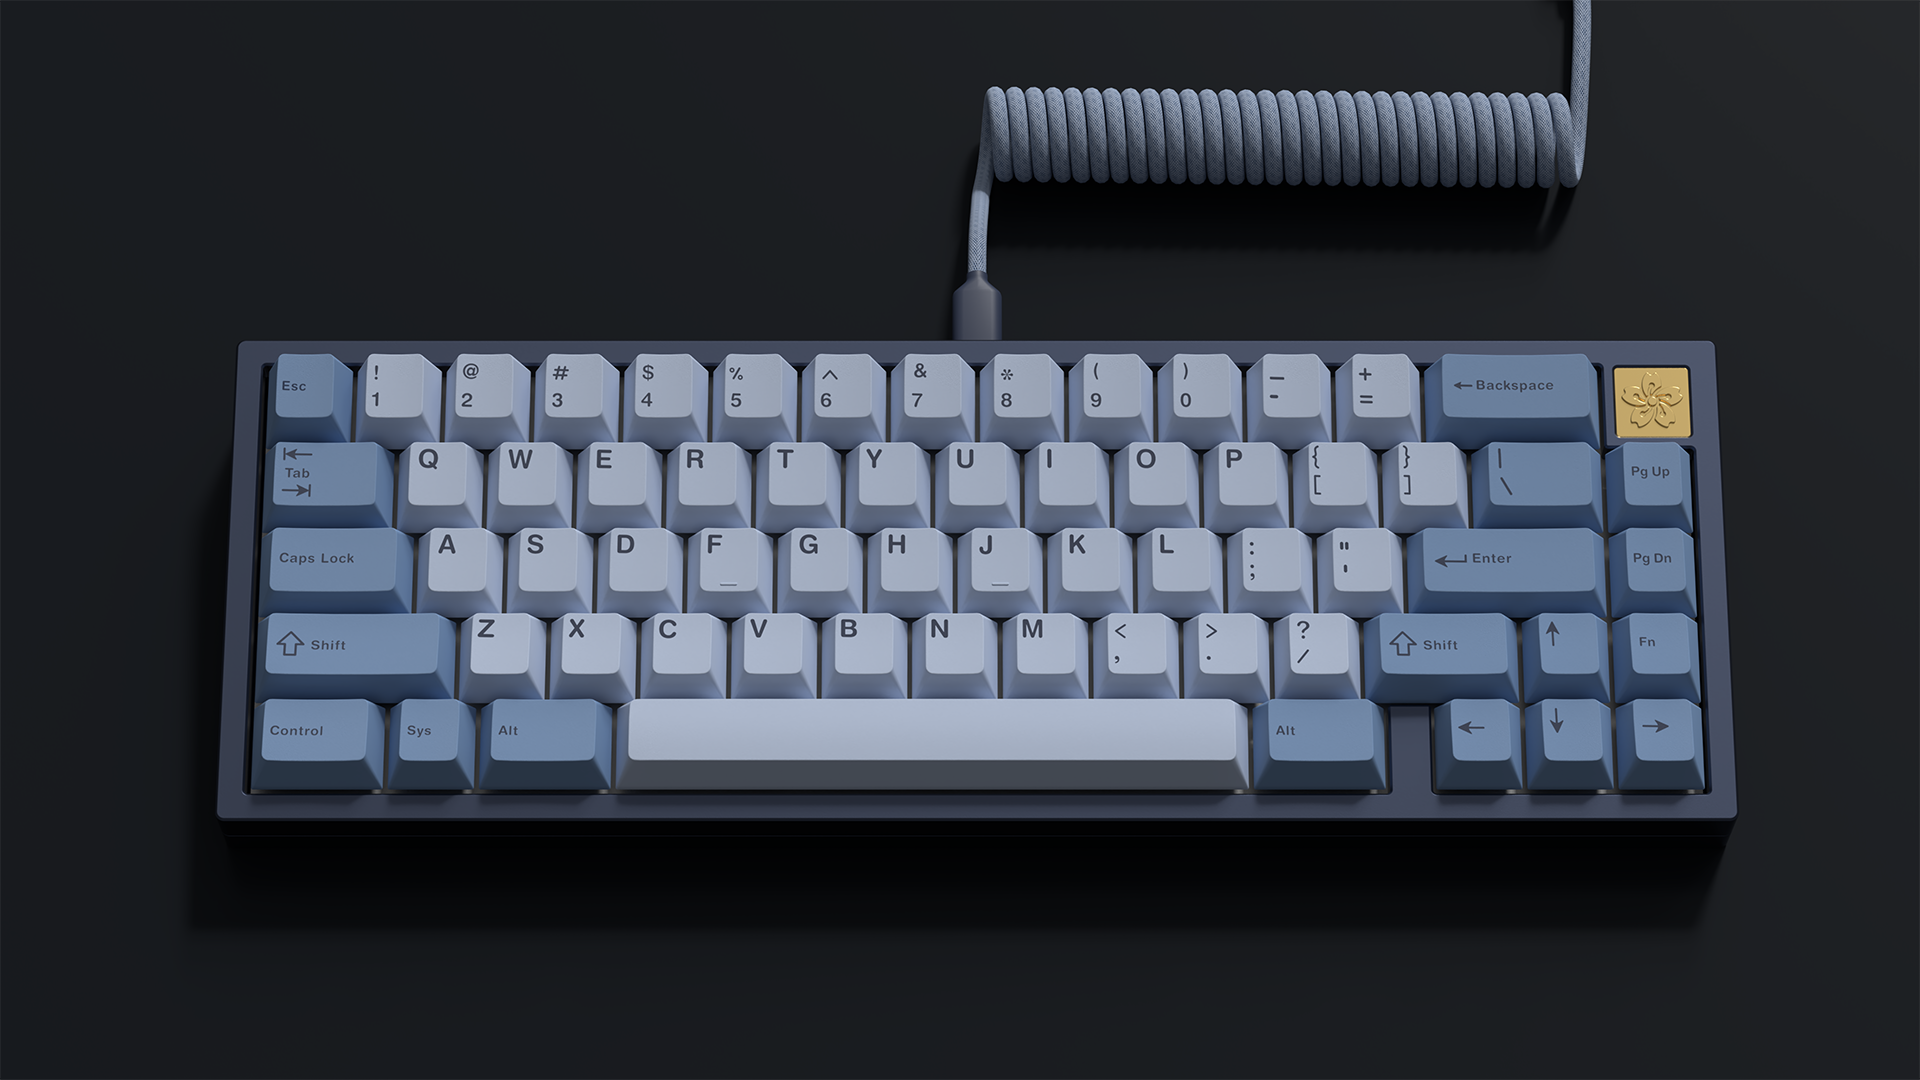 Esc ! @ # $ % ^ & * ( ) _ + ← Backspace
1 2 3 4 5 6 7 8 9 0 - =
⇤ Tab ⇥ Q W E R T Y U I O P { } | Pg Up
[ ] \
Caps Lock A S D F G H J K L : " ↵ Enter Pg Dn
; '
⇧ Shift Z X C V B N M < > ? ⇧ Shift ↑ Fn
, . /
Control Sys Alt Alt ← ↓ →